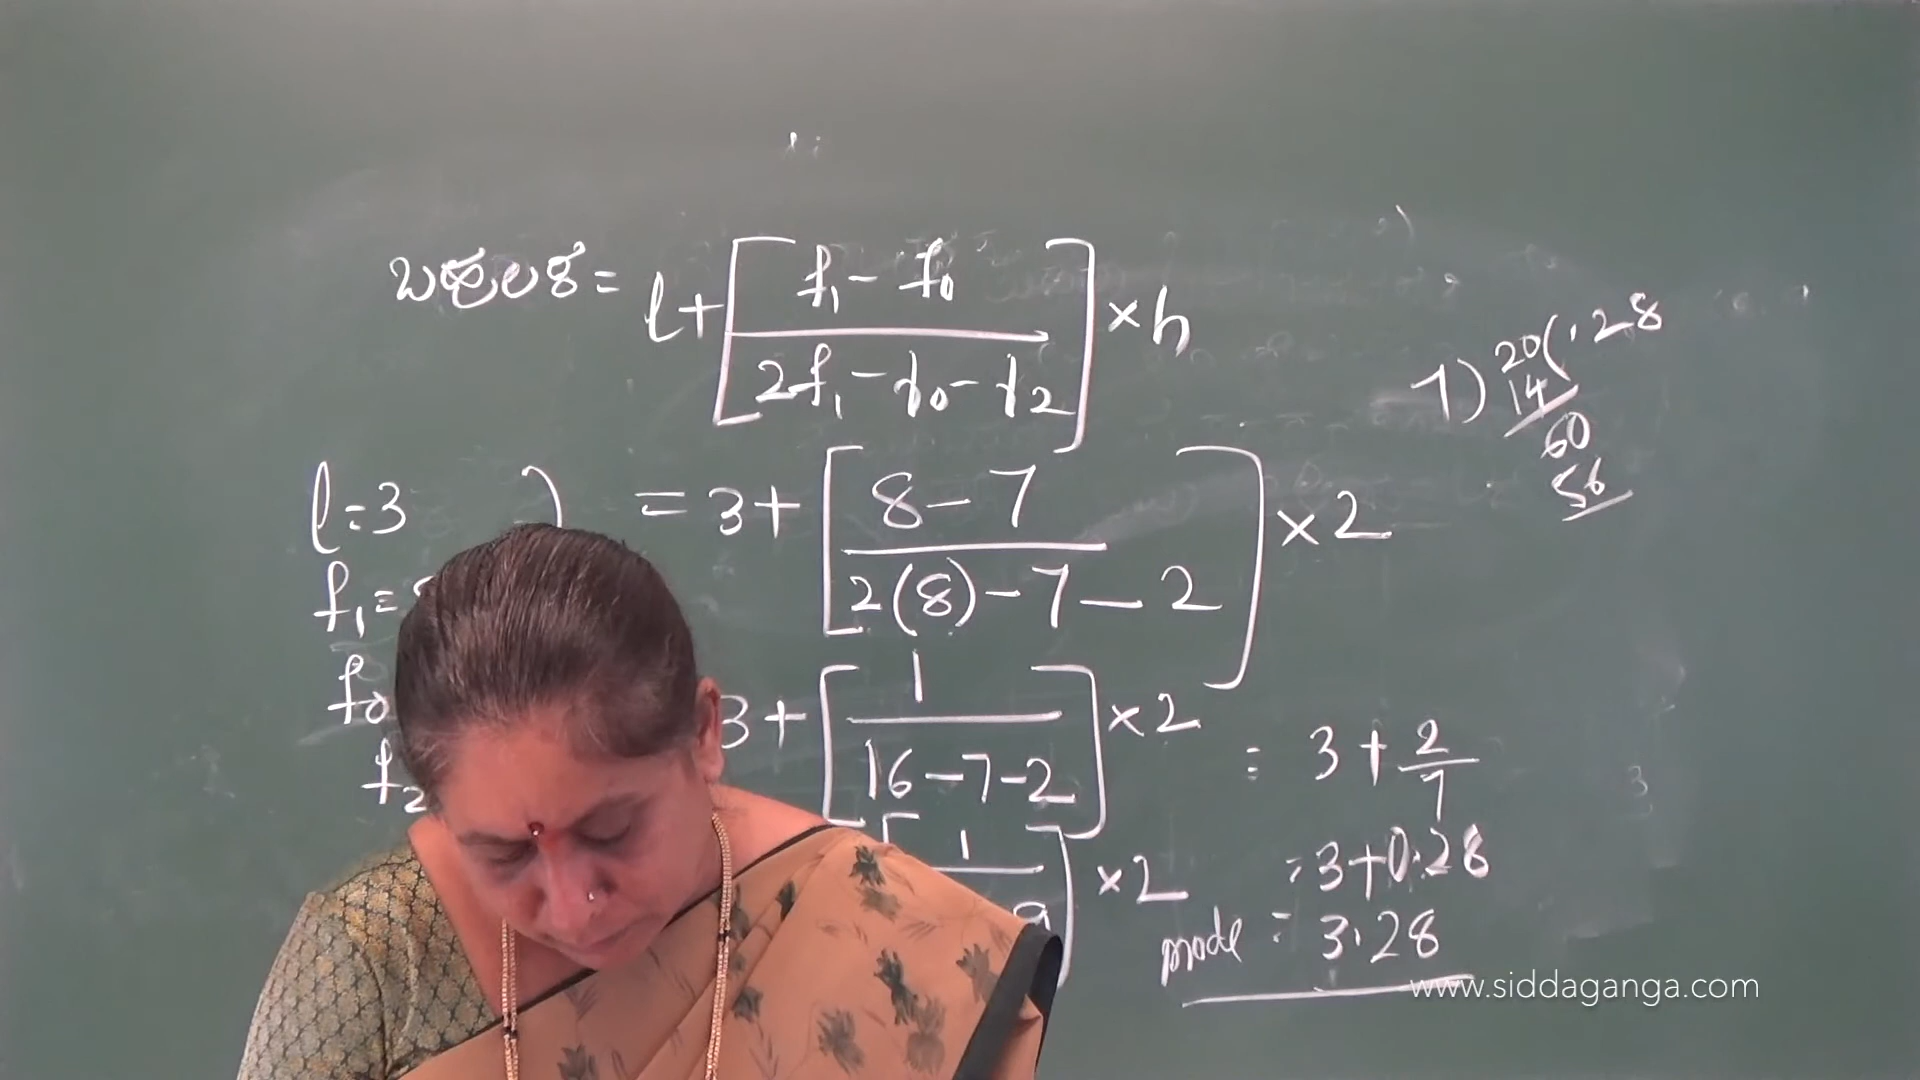 ಬಹುಲಕ = l + [ f₁ - f₀ / 2f₁ - f₀ - f₂ ] × h
7) 20 ( .28
14
60
56
l = 3
= 3 + [ 8 - 7 / 2(8) - 7 - 2 ] × 2
f₁ =
f₀
3 + [ 1 / 16 - 7 - 2 ] × 2
f₂
[ 1 / 9 ] × 2
= 3 + 2/7
= 3 + 0.28
mode = 3.28
www.siddaganga.com